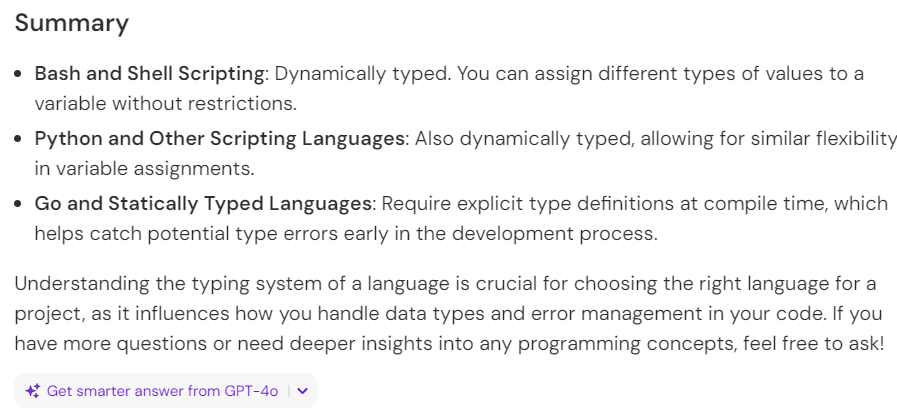 Summary
• Bash and Shell Scripting: Dynamically typed. You can assign different types of values to a
variable without restrictions.
• Python and Other Scripting Languages: Also dynamically typed, allowing for similar flexibility
in variable assignments.
• Go and Statically Typed Languages: Require explicit type definitions at compile time, which
helps catch potential type errors early in the development process.
Understanding the typing system of a language is crucial for choosing the right language for a
project, as it influences how you handle data types and error management in your code. If you
have more questions or need deeper insights into any programming concepts, feel free to ask!
Get smarter answer from GPT-4o